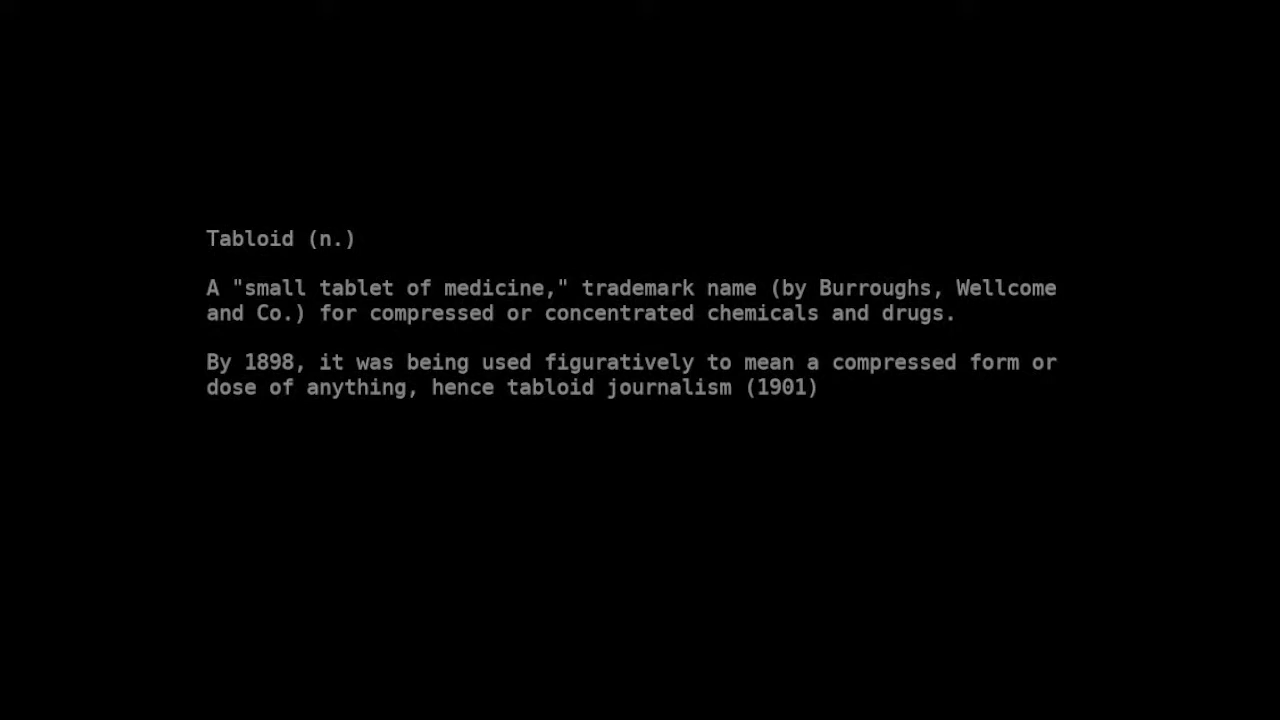 Tabloid (n.)
A "small tablet of medicine," trademark name (by Burroughs, Wellcome
and Co.) for compressed or concentrated chemicals and drugs.
By 1898, it was being used figuratively to mean a compressed form or
dose of anything, hence tabloid journalism (1901)